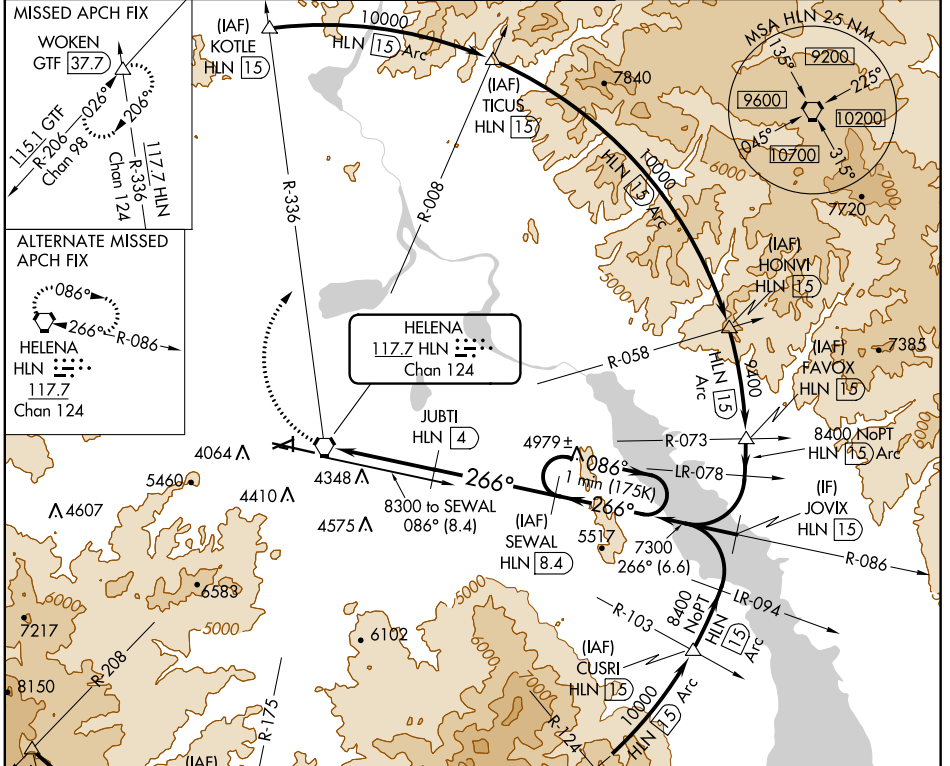 MISSED APCH FIX
WOKEN
GTF 37.7
026°
206°
115.1 GTF
R-206
Chan 98
117.7 HLN
R-336
Chan 124
ALTERNATE MISSED
APCH FIX
086°
266°
R-086
HELENA
HLN
117.7
Chan 124
(IAF)
KOTLE
HLN 15
10000
HLN 15 Arc
(IAF)
TICUS
HLN 15
7840
10000
HLN 15 Arc
MSA HLN 25 NM
135°
9200
225°
9600
10200
045°
10700
315°
7720
R-336
R-008
5000
(IAF)
HONVI
HLN 15
R-058
7385
9400
HLN 15
Arc
(IAF)
FAVOX
HLN 15
R-073
8400 NoPT
HLN 15 Arc
LR-078
HELENA
117.7 HLN
Chan 124
JUBTI
HLN 4
4979 ±
086°
1 min (175K)
266°
266°
(IF)
JOVIX
HLN 15
R-086
4064
5460
4607
4410
4348
4575
8300 to SEWAL
086° (8.4)
(IAF)
SEWAL
HLN 8.4
5517
7300
266° (6.6)
LR-094
8400
NoPT
HLN 15
Arc
R-103
(IAF)
CUSRI
HLN 15
10000
HLN 15 Arc
R-124
6000
6583
7217
5000
8150
R-208
6102
5000
6000
7000
R-175
(IAF)